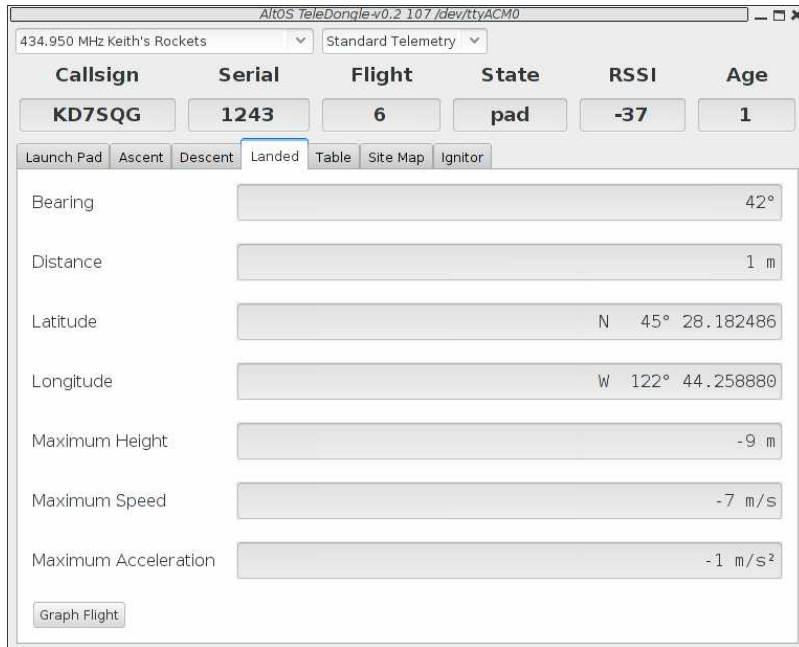 AltOS TeleDongle-v0.2 107 /dev/ttyACM0
434.950 MHz Keith's Rockets Standard Telemetry
Callsign Serial Flight State RSSI Age
KD7SQG 1243 6 pad -37 1
Launch Pad Ascent Descent Landed Table Site Map Ignitor
Bearing 42°
Distance 1 m
Latitude N 45° 28.182486
Longitude W 122° 44.258880
Maximum Height -9 m
Maximum Speed -7 m/s
Maximum Acceleration -1 m/s²
Graph Flight